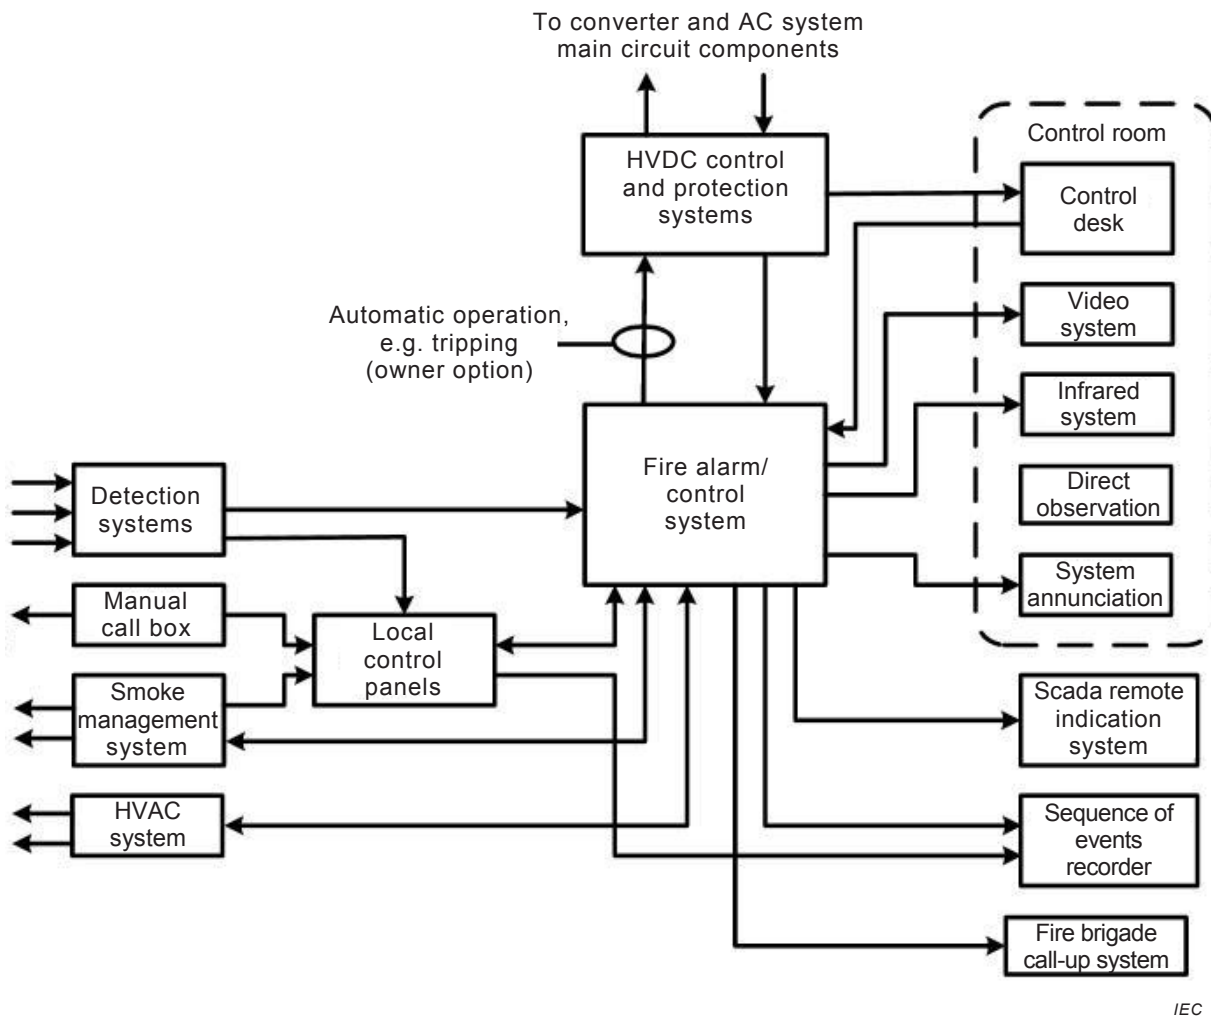 To converter and AC system
main circuit components
Control room
HVDC control
and protection
systems
Control
desk
Video
system
Automatic operation,
e.g. tripping
(owner option)
Infrared
system
Fire alarm/
control
system
Direct
observation
Detection
systems
System
annunciation
Manual
call box
Local
control
panels
Smoke
management
system
Scada remote
indication
system
HVAC
system
Sequence of
events
recorder
Fire brigade
call-up system
IEC